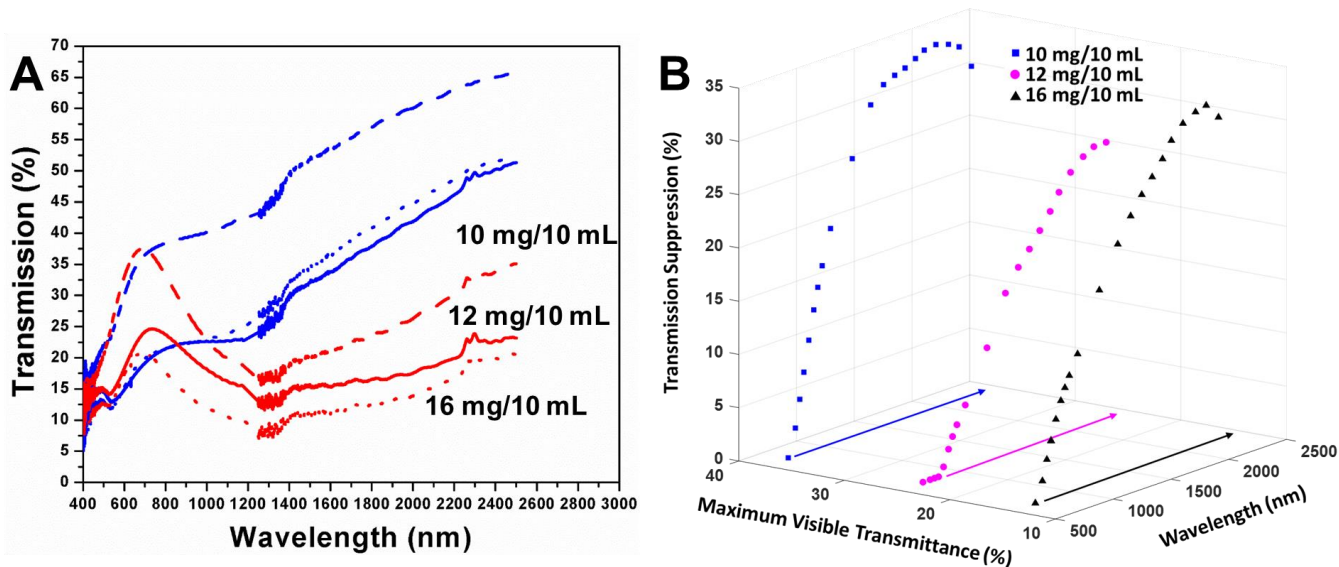 A
Transmission (%)
70
65
60
55
50
45
40
35
30
25
20
15
10
5
0
10 mg/10 mL
12 mg/10 mL
16 mg/10 mL
400 600 800 1000 1200 1400 1600 1800 2000 2200 2400 2600 2800 3000
Wavelength (nm)
B
10 mg/10 mL
12 mg/10 mL
16 mg/10 mL
Transmission Suppression (%)
35
30
25
20
15
10
5
0
40
30
20
10
Maximum Visible Transmittance (%)
500
1000
1500
2000
2500
Wavelength (nm)